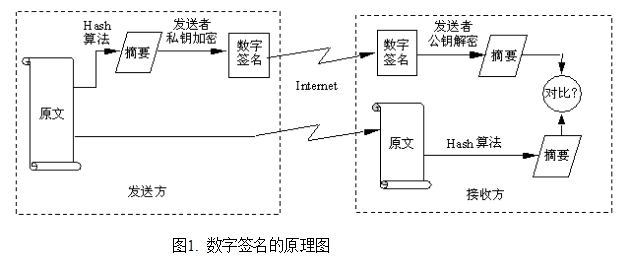 Hash
算法
摘要
发送者
私钥加密
数字
签名
原文
发送方
Internet
数字
签名
发送者
公钥解密
摘要
对比？
原文
Hash 算法
摘要
接收方
图1. 数字签名的原理图